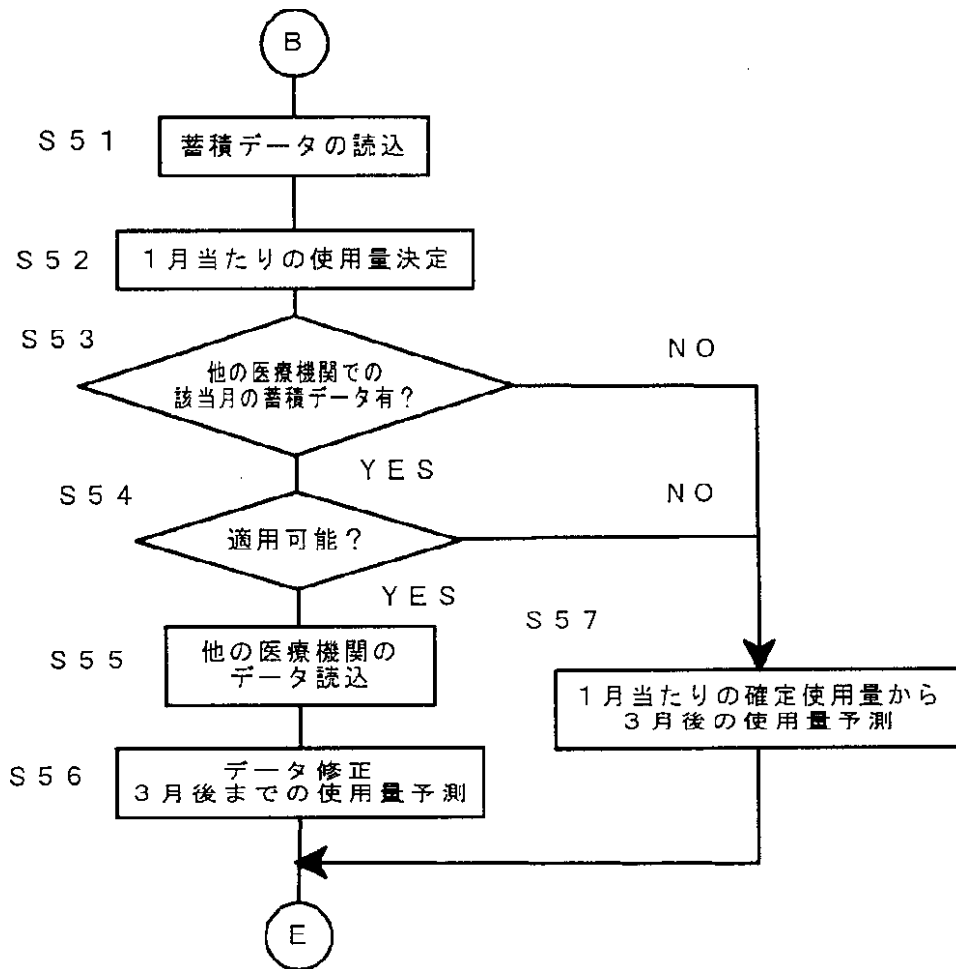 B
S51
蓄積データの読込
S52
1月当たりの使用量決定
S53
他の医療機関での
該当月の蓄積データ有？
NO
YES
S54
適用可能？
NO
YES
S55
他の医療機関の
データ読込
S57
1月当たりの確定使用量から
3月後の使用量予測
S56
データ修正
3月後までの使用量予測
E